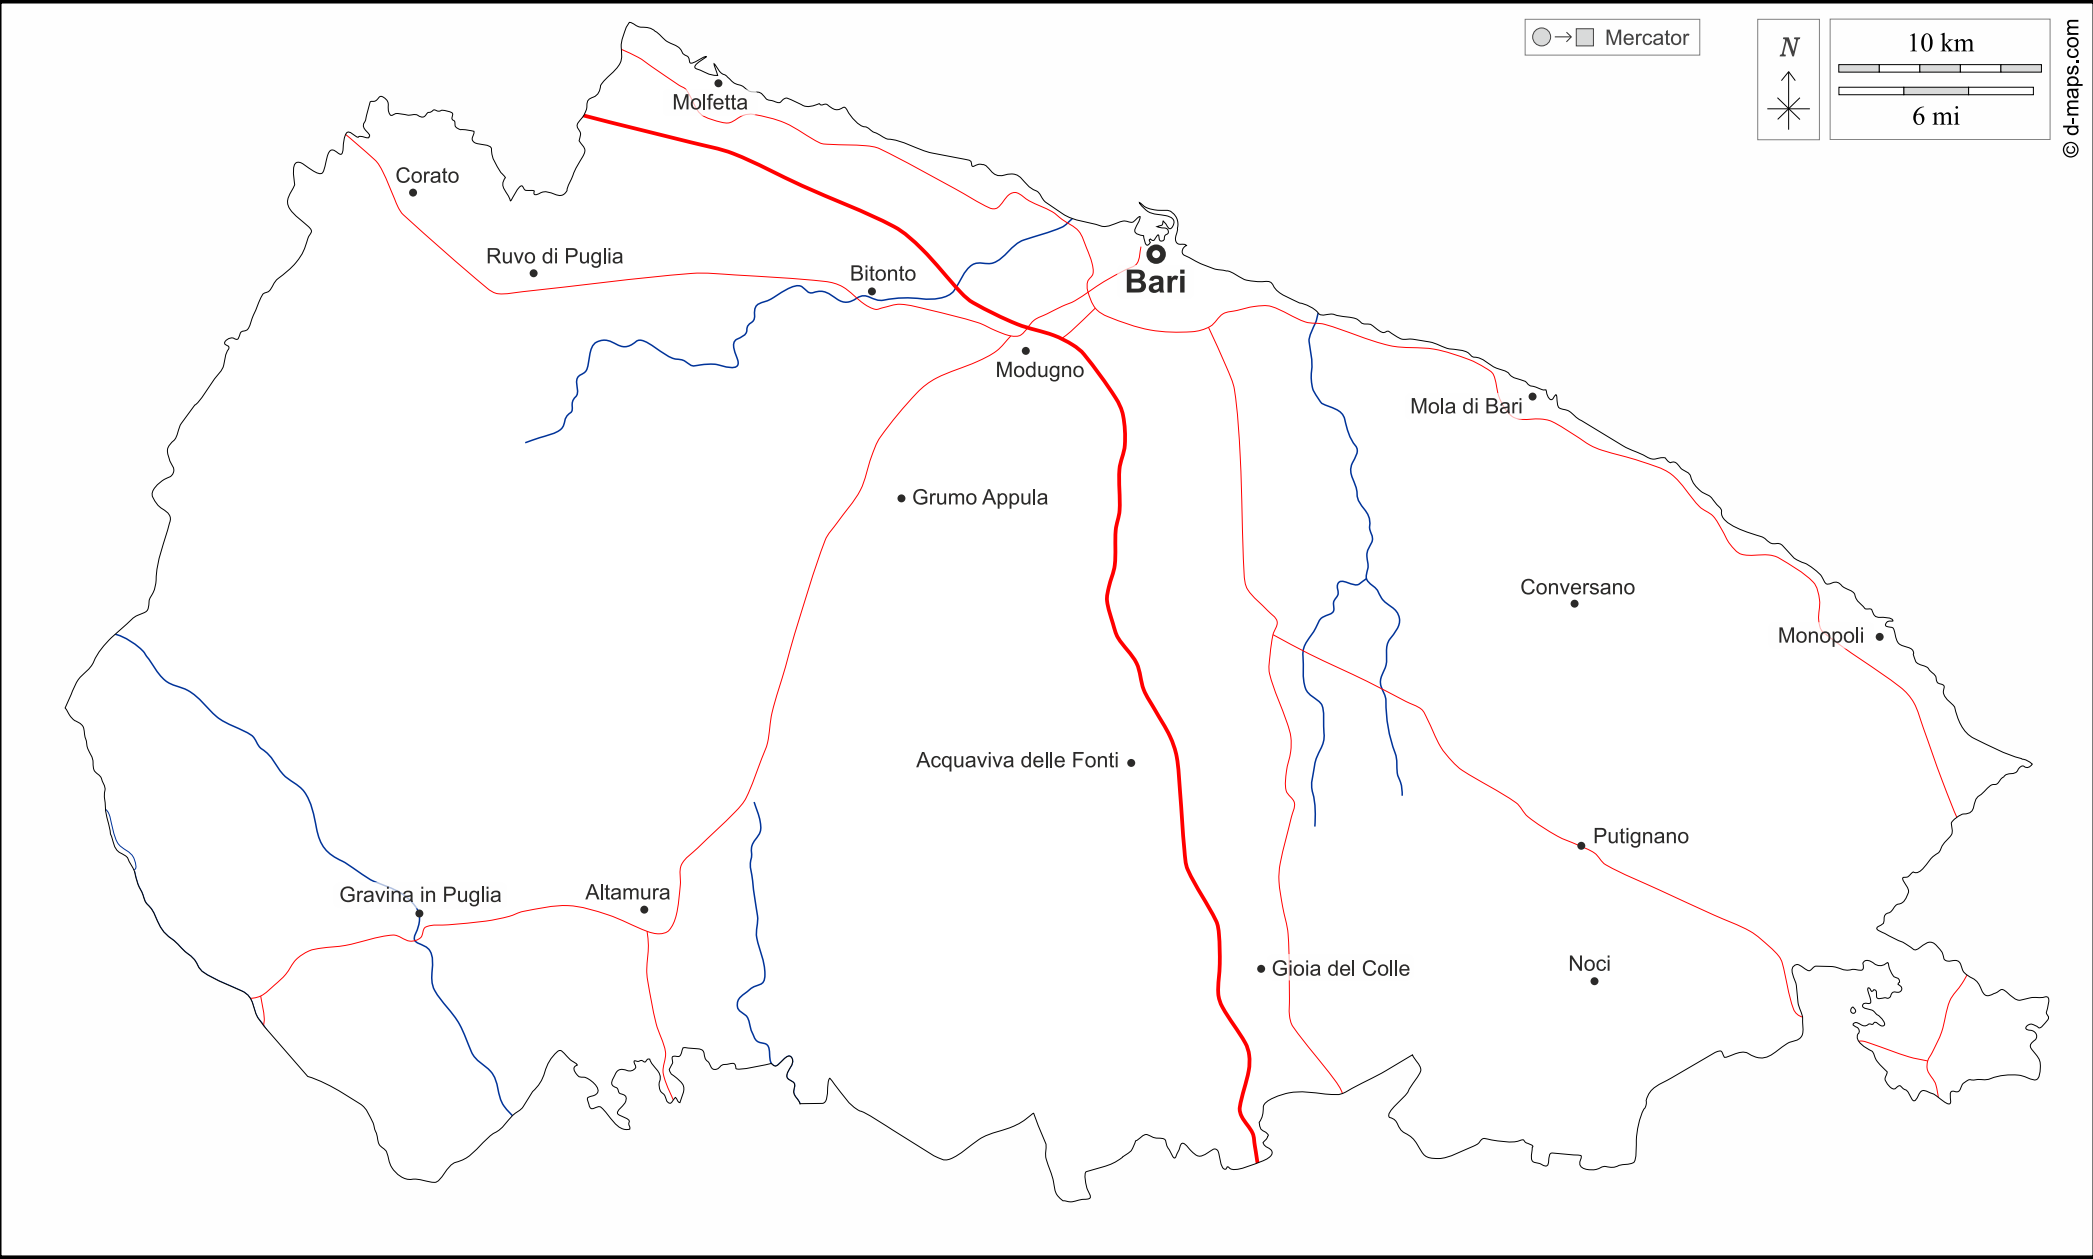 Mercator
N
10 km
6 mi
© d-maps.com
Molfetta
Corato
Ruvo di Puglia
Bitonto
Bari
Modugno
Mola di Bari
Grumo Appula
Conversano
Monopoli
Acquaviva delle Fonti
Putignano
Gravina in Puglia
Altamura
Gioia del Colle
Noci